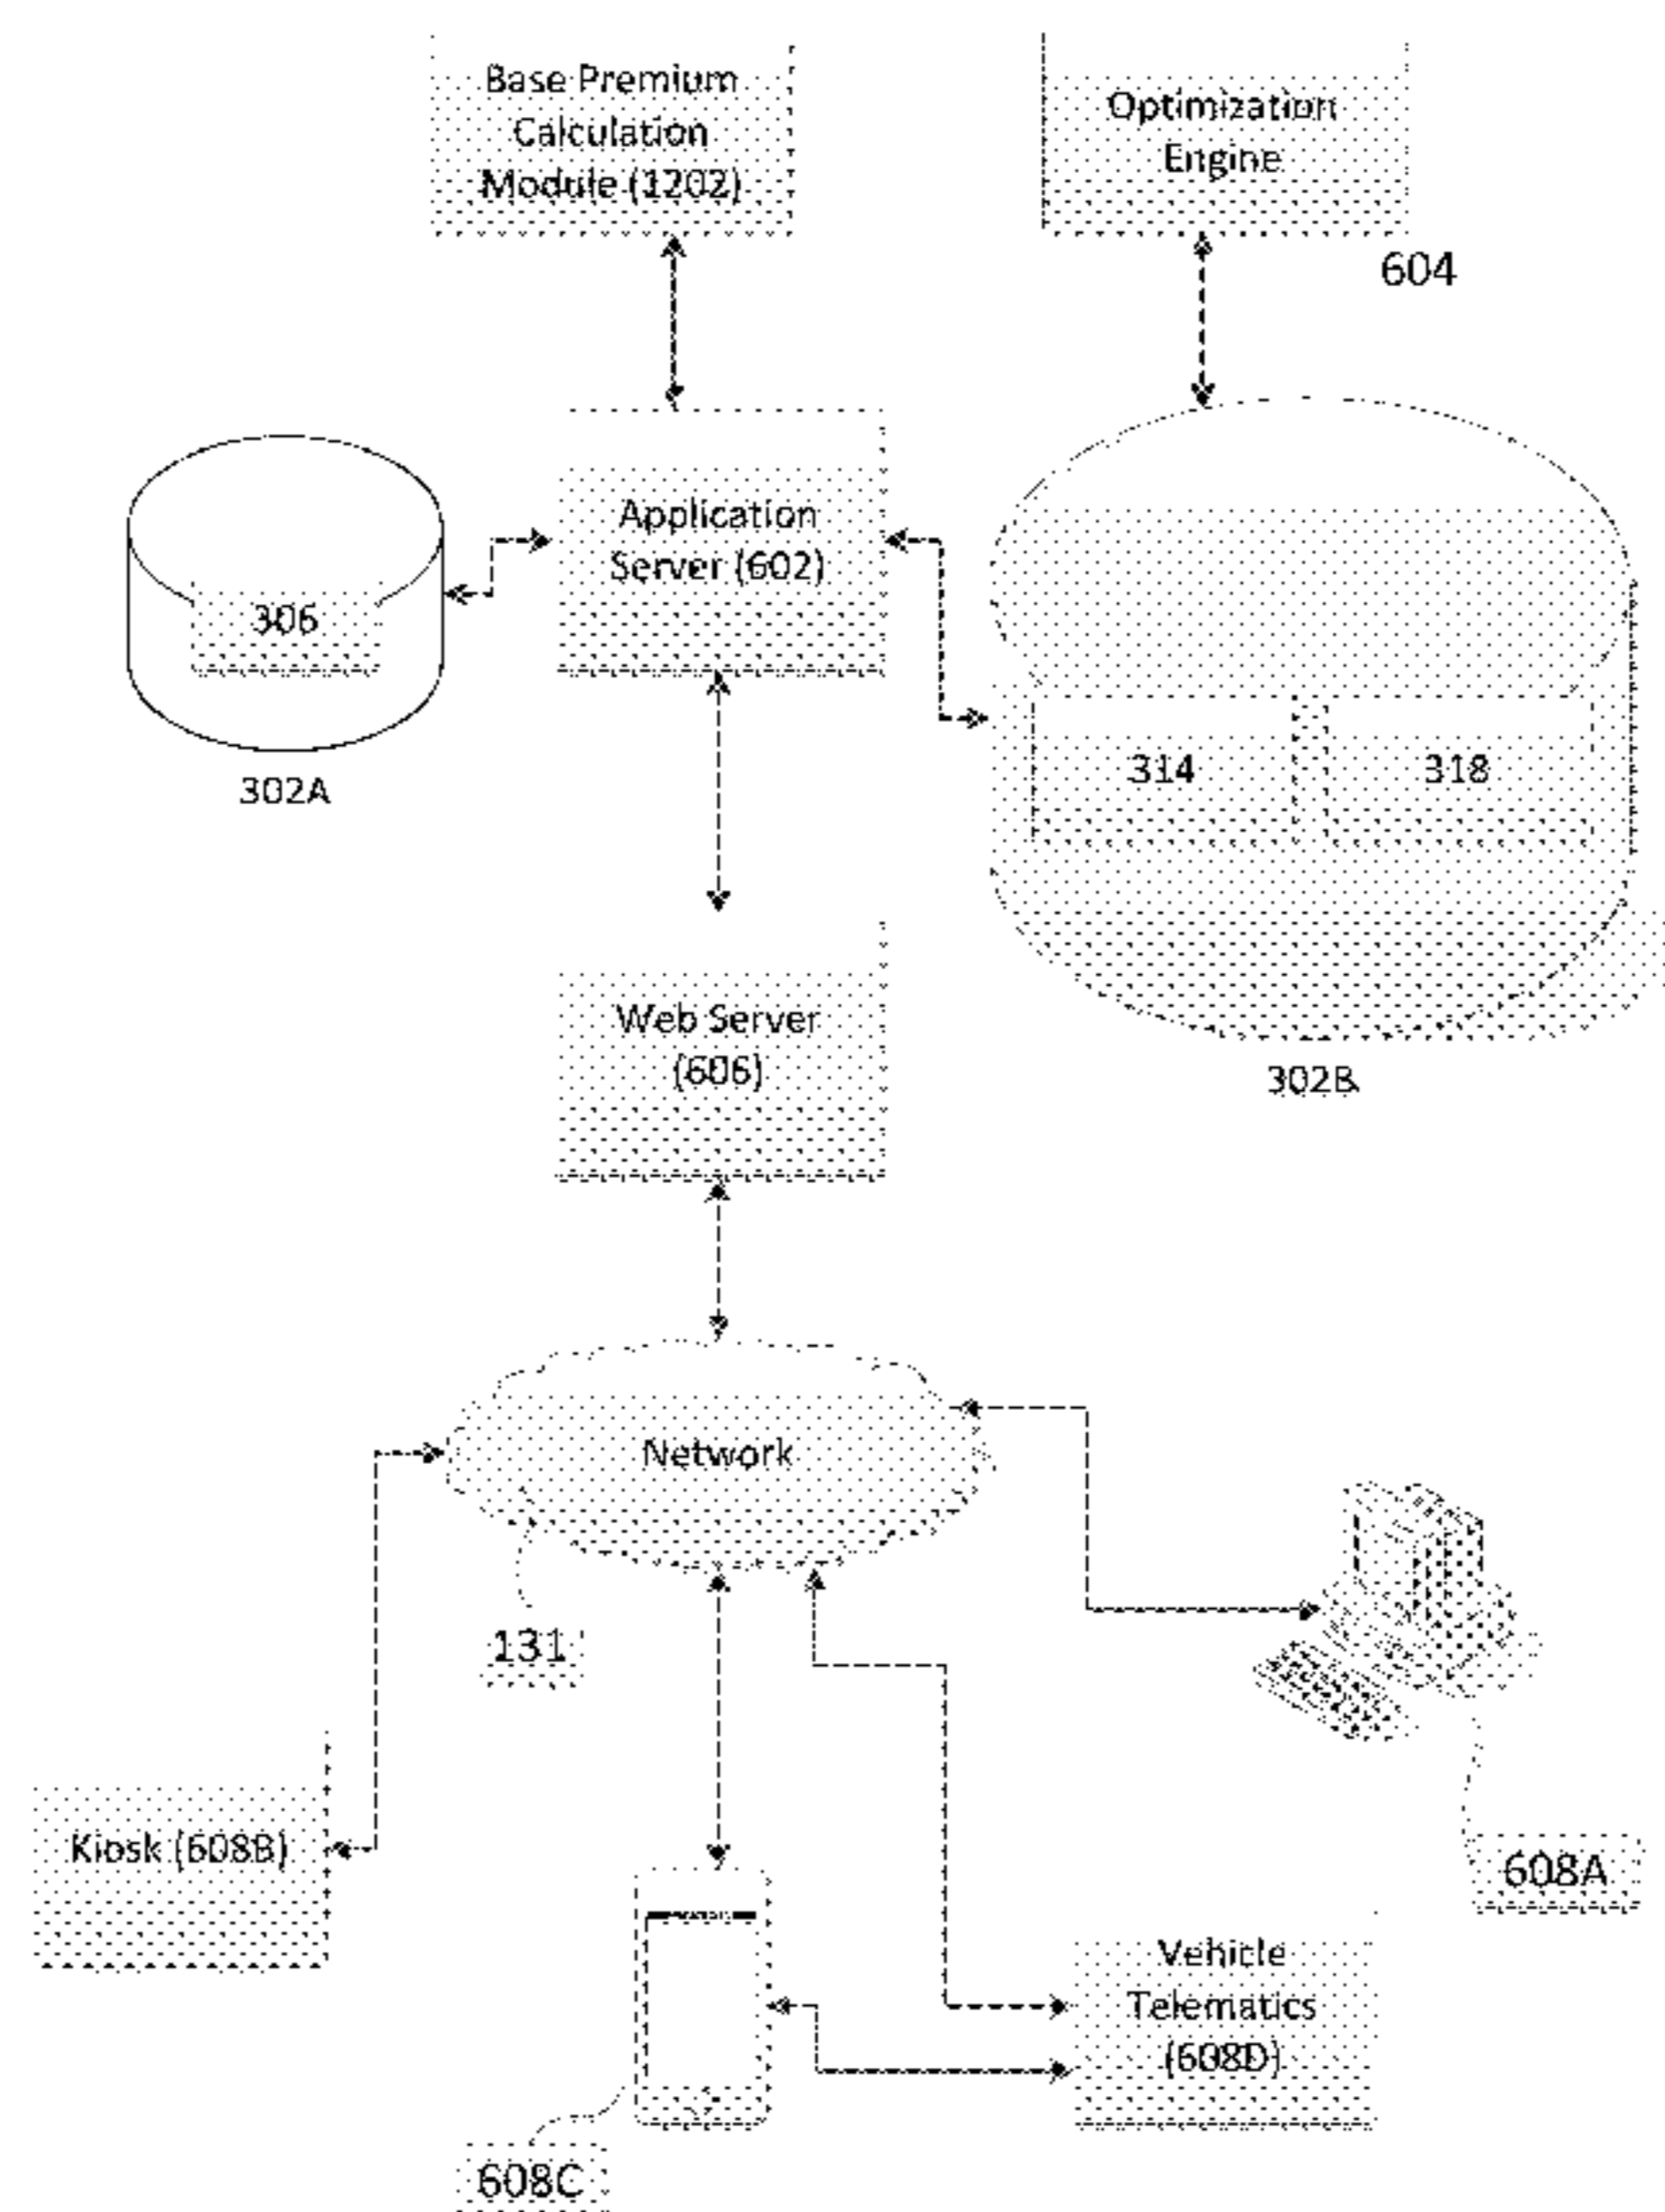 Base Premium
Calculation
Module (1202)
Optimization
Engine
604
Application
Server (602)
306
302A
314
318
302B
Web Server
(606)
Network
131
Kiosk (608B)
608A
Vehicle
Telematics
(608D)
608C